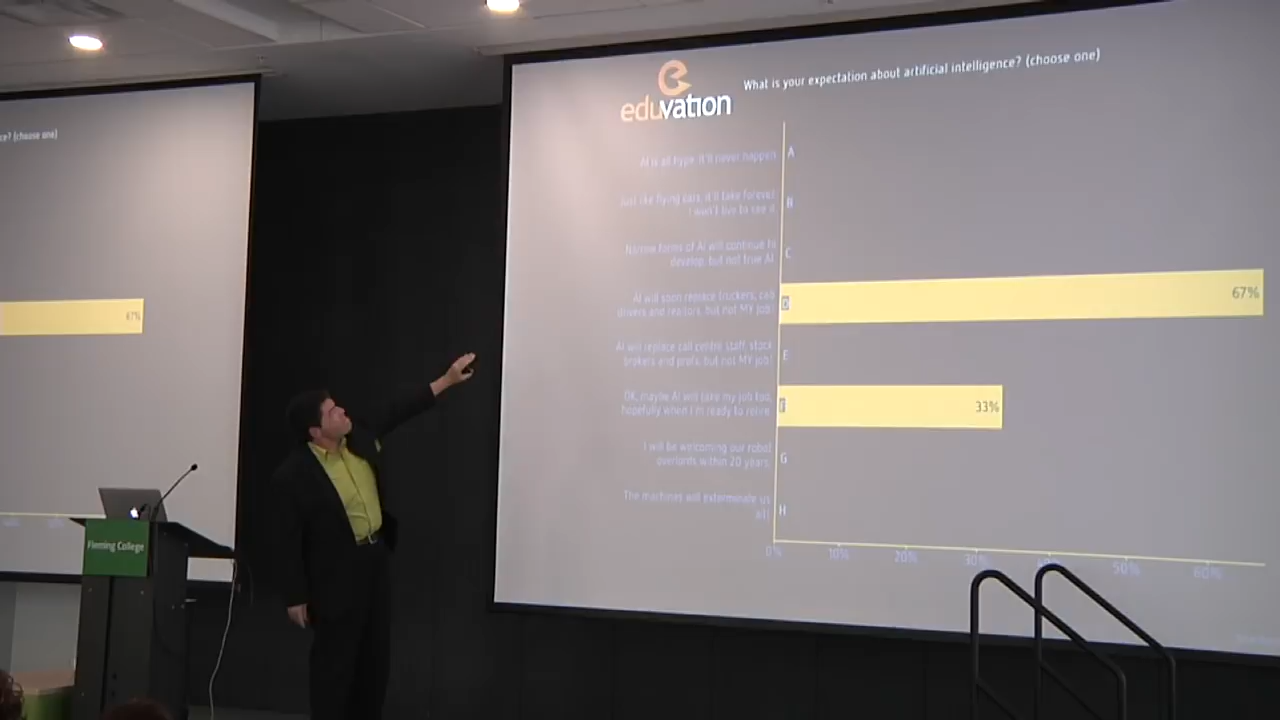 ce? (choose one)
67%
Fleming College
eduvation
What is your expectation about artificial intelligence? (choose one)
AI is all hype. It'll never happen
A
Just like flying cars, it'll take forever.
I won't live to see it
B
Narrow forms of AI will continue to
develop, but not true AI
C
AI will soon replace truckers, cab
drivers and realtors, but not MY job!
D
67%
AI will replace call centre staff, stock
brokers and profs, but not MY job!
E
OK, maybe AI will take my job too,
hopefully when I'm ready to retire
F
33%
I will be welcoming our robot
overlords within 20 years
G
The machines will exterminate us
all!
H
0% 10% 20% 30% 40% 50% 60%